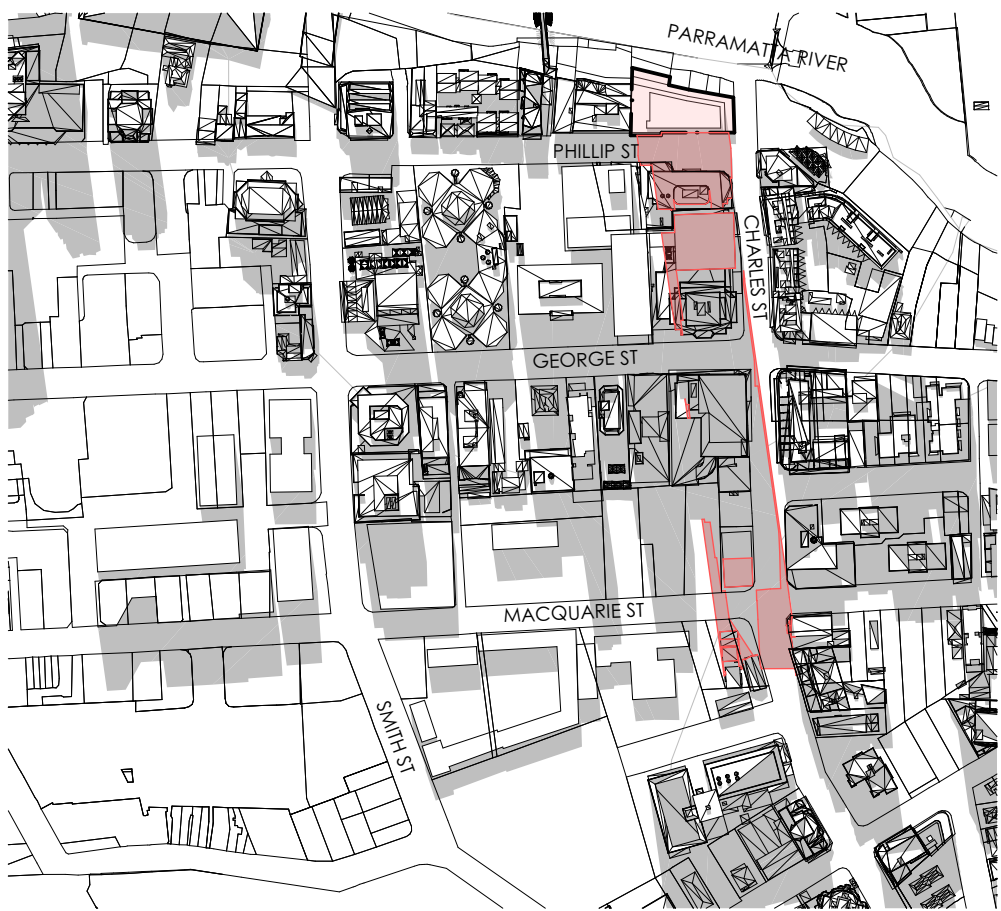 PARRAMATTA RIVER
PHILLIP ST
CHARLES ST
GEORGE ST
MACQUARIE ST
SMITH ST